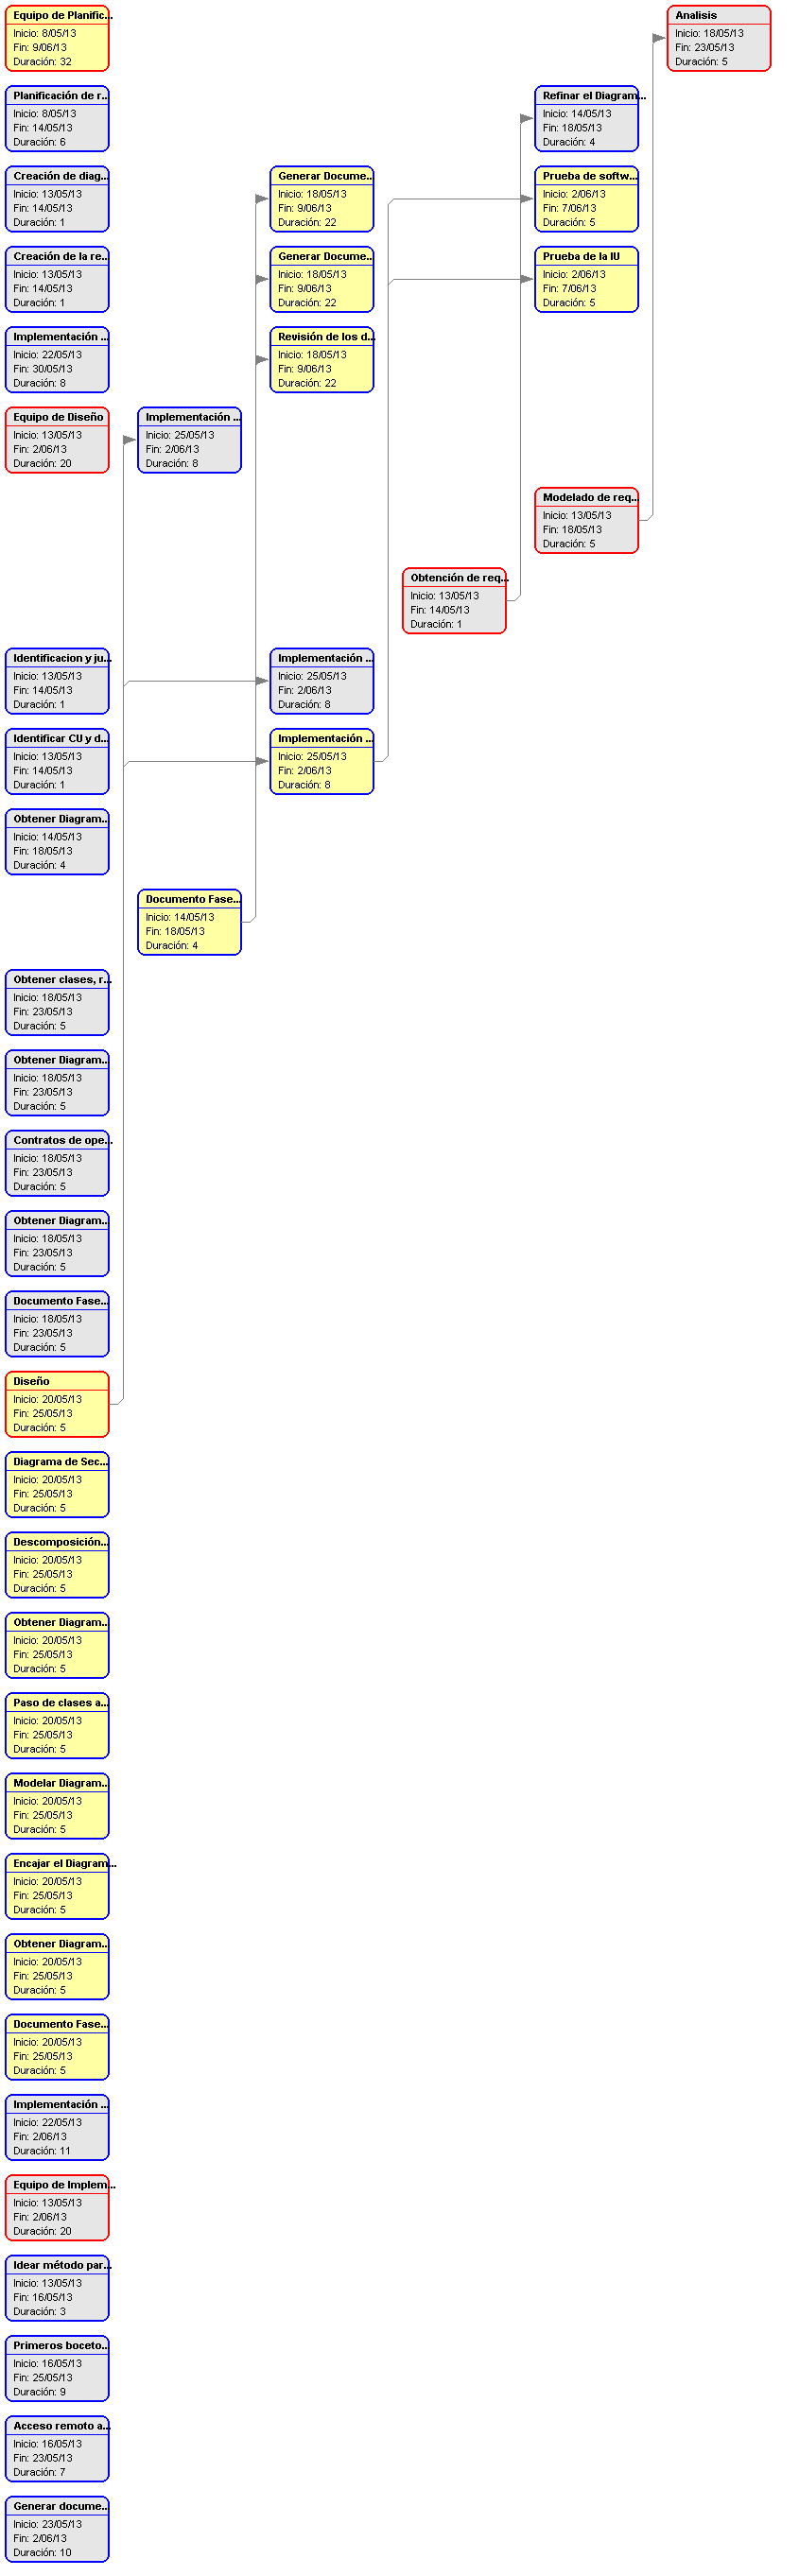 Equipo de Planific...
Inicio: 8/05/13
Fin: 9/06/13
Duración: 32
Analisis
Inicio: 18/05/13
Fin: 23/05/13
Duración: 5
Planificación de r...
Inicio: 8/05/13
Fin: 14/05/13
Duración: 6
Refinar el Diagram...
Inicio: 14/05/13
Fin: 18/05/13
Duración: 4
Creación de diag...
Inicio: 13/05/13
Fin: 14/05/13
Duración: 1
Generar Docume...
Inicio: 18/05/13
Fin: 9/06/13
Duración: 22
Prueba de softw...
Inicio: 2/06/13
Fin: 7/06/13
Duración: 5
Creación de la re...
Inicio: 13/05/13
Fin: 14/05/13
Duración: 1
Generar Docume...
Inicio: 18/05/13
Fin: 9/06/13
Duración: 22
Prueba de la IU
Inicio: 2/06/13
Fin: 7/06/13
Duración: 5
Implementación ...
Inicio: 22/05/13
Fin: 30/05/13
Duración: 8
Revisión de los d...
Inicio: 18/05/13
Fin: 9/06/13
Duración: 22
Equipo de Diseño
Inicio: 13/05/13
Fin: 2/06/13
Duración: 20
Implementación ...
Inicio: 25/05/13
Fin: 2/06/13
Duración: 8
Modelado de req...
Inicio: 13/05/13
Fin: 18/05/13
Duración: 5
Obtención de req...
Inicio: 13/05/13
Fin: 14/05/13
Duración: 1
Identificacion y ju...
Inicio: 13/05/13
Fin: 14/05/13
Duración: 1
Implementación ...
Inicio: 25/05/13
Fin: 2/06/13
Duración: 8
Identificar CU y d...
Inicio: 13/05/13
Fin: 14/05/13
Duración: 1
Implementación ...
Inicio: 25/05/13
Fin: 2/06/13
Duración: 8
Obtener Diagram...
Inicio: 14/05/13
Fin: 18/05/13
Duración: 4
Documento Fase...
Inicio: 14/05/13
Fin: 18/05/13
Duración: 4
Obtener clases, r...
Inicio: 18/05/13
Fin: 23/05/13
Duración: 5
Obtener Diagram...
Inicio: 18/05/13
Fin: 23/05/13
Duración: 5
Contratos de ope...
Inicio: 18/05/13
Fin: 23/05/13
Duración: 5
Obtener Diagram...
Inicio: 18/05/13
Fin: 23/05/13
Duración: 5
Documento Fase...
Inicio: 18/05/13
Fin: 23/05/13
Duración: 5
Diseño
Inicio: 20/05/13
Fin: 25/05/13
Duración: 5
Diagrama de Sec...
Inicio: 20/05/13
Fin: 25/05/13
Duración: 5
Descomposición...
Inicio: 20/05/13
Fin: 25/05/13
Duración: 5
Obtener Diagram...
Inicio: 20/05/13
Fin: 25/05/13
Duración: 5
Paso de clases a...
Inicio: 20/05/13
Fin: 25/05/13
Duración: 5
Modelar Diagram...
Inicio: 20/05/13
Fin: 25/05/13
Duración: 5
Encajar el Diagram...
Inicio: 20/05/13
Fin: 25/05/13
Duración: 5
Obtener Diagram...
Inicio: 20/05/13
Fin: 25/05/13
Duración: 5
Documento Fase...
Inicio: 20/05/13
Fin: 25/05/13
Duración: 5
Implementación ...
Inicio: 22/05/13
Fin: 2/06/13
Duración: 11
Equipo de Implem...
Inicio: 13/05/13
Fin: 2/06/13
Duración: 20
Idear método par...
Inicio: 13/05/13
Fin: 16/05/13
Duración: 3
Primeros boceto...
Inicio: 16/05/13
Fin: 25/05/13
Duración: 9
Acceso remoto a...
Inicio: 16/05/13
Fin: 23/05/13
Duración: 7
Generar docume...
Inicio: 23/05/13
Fin: 2/06/13
Duración: 10